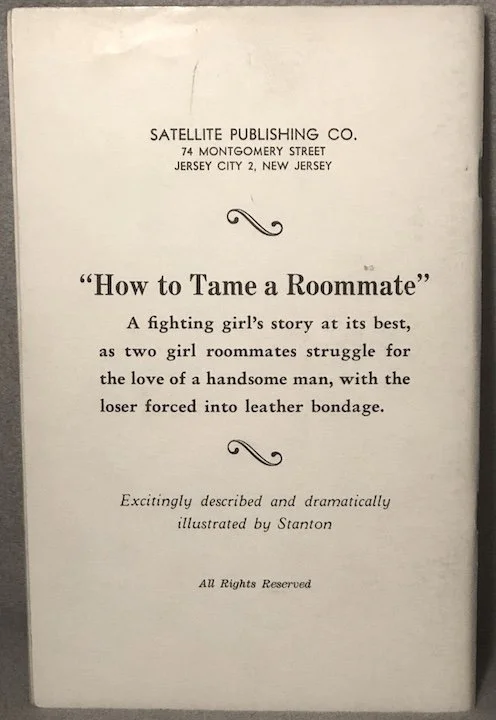 SATELLITE PUBLISHING CO.
74 MONTGOMERY STREET
JERSEY CITY 2, NEW JERSEY
“How to Tame a Roommate”
A fighting girl’s story at its best,
as two girl roommates struggle for
the love of a handsome man, with the
loser forced into leather bondage.
Excitingly described and dramatically
illustrated by Stanton
All Rights Reserved